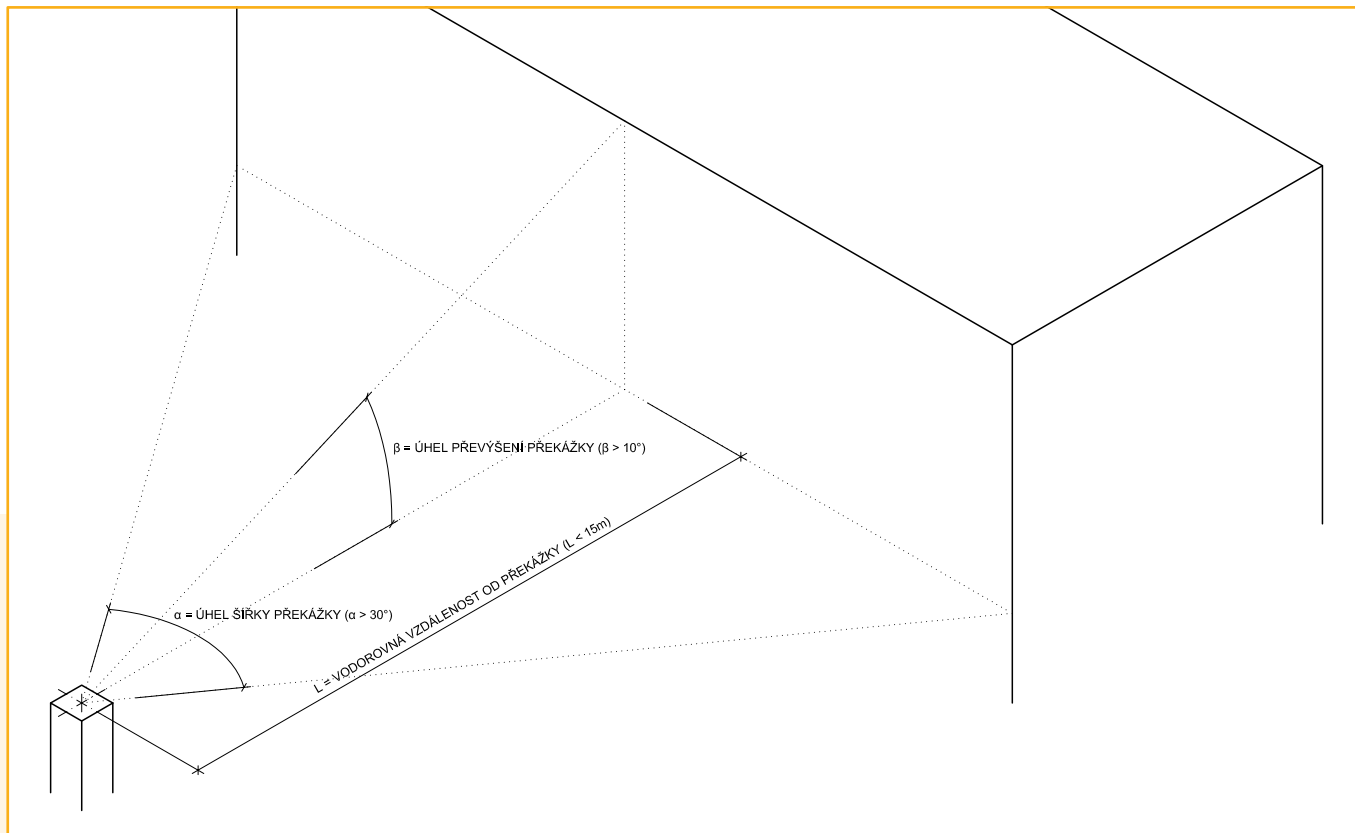 β = ÚHEL PŘEVÝŠENÍ PŘEKÁŽKY (β > 10°)
L = VODOROVNÁ VZDÁLENOST OD PŘEKÁŽKY (L < 15m)
α = ÚHEL ŠÍŘKY PŘEKÁŽKY (α > 30°)